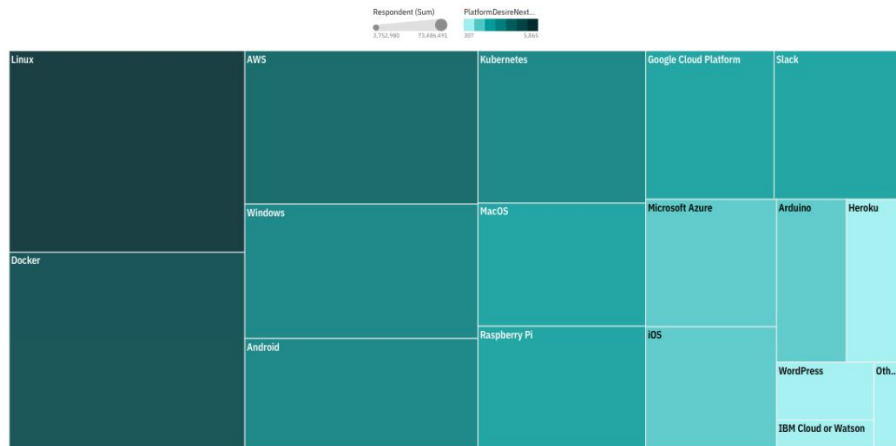 Respondent (Sum)
3,752,980 73,486,491
PlatformDesireNext...
307 5,865
Linux
AWS
Kubernetes
Google Cloud Platform
Slack
Windows
MacOS
Microsoft Azure
Arduino
Heroku
Docker
Android
Raspberry Pi
iOS
WordPress
Oth...
IBM Cloud or Watson